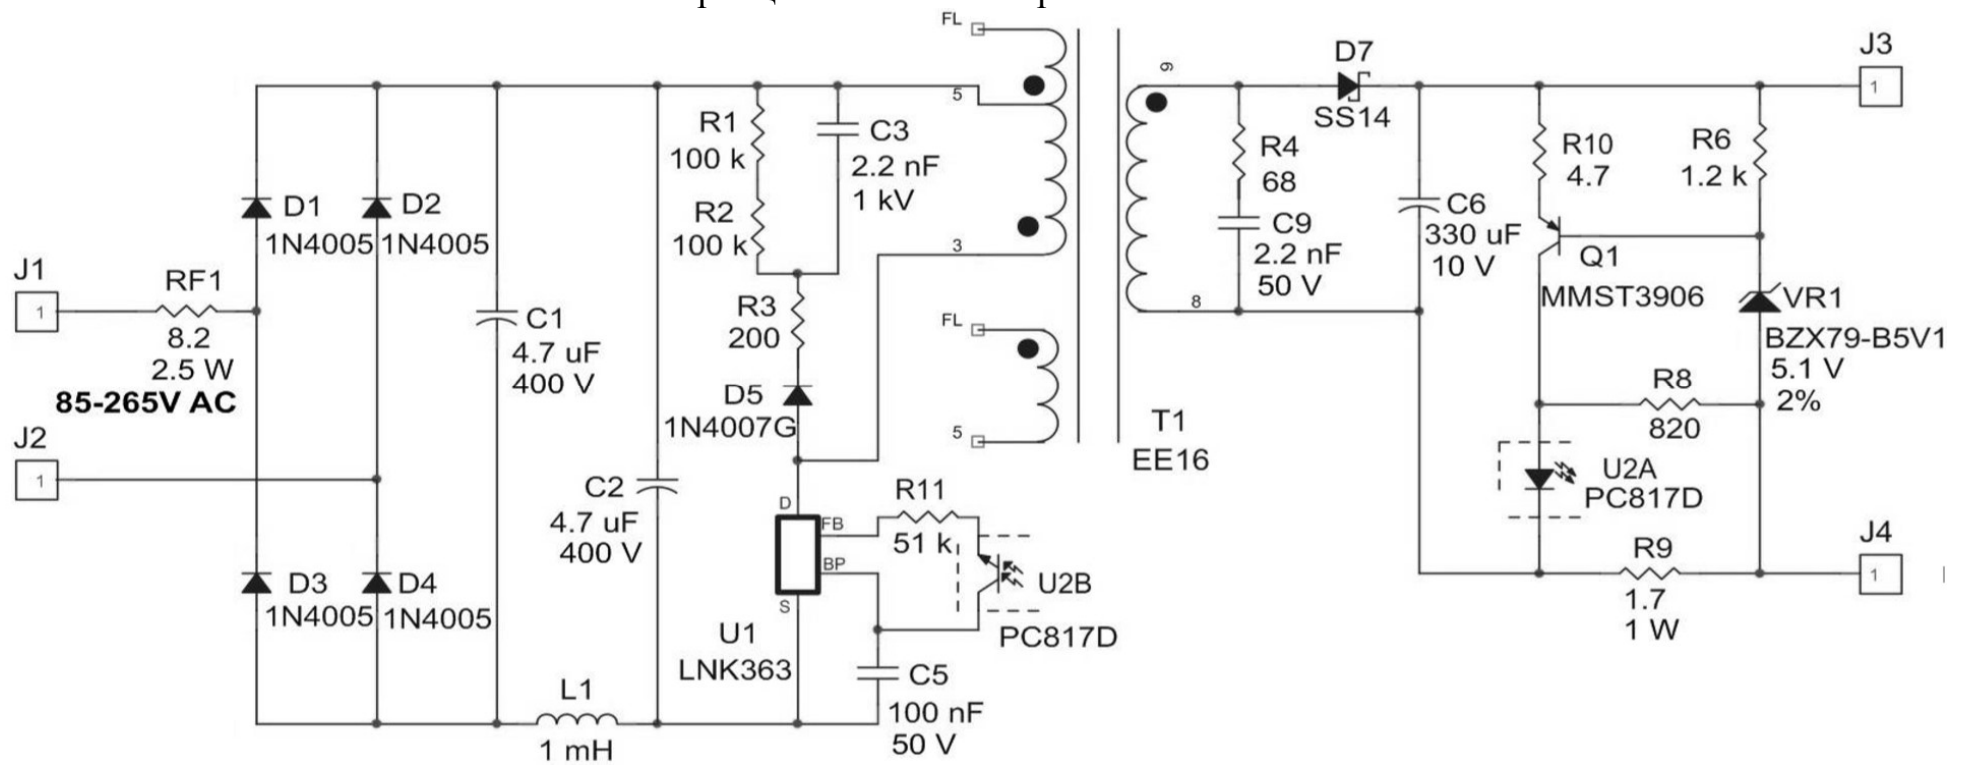 FL
J3
1
9
D7
SS14
5
R1
100 k
C3
2.2 nF
1 kV
R4
68
R10
4.7
R6
1.2 k
D1
1N4005
D2
1N4005
R2
100 k
C9
2.2 nF
50 V
C6
330 uF
10 V
3
Q1
MMST3906
J1
1
RF1
8.2
2.5 W
85-265V AC
C1
4.7 uF
400 V
R3
200
FL
8
VR1
BZX79-B5V1
5.1 V
2%
D5
1N4007G
R8
820
T1
EE16
5
J2
1
C2
4.7 uF
400 V
D
FB
BP
S
R11
51 k
U2A
PC817D
U2B
PC817D
J4
1
R9
1.7
1 W
D3
1N4005
D4
1N4005
U1
LNK363
C5
100 nF
50 V
L1
1 mH